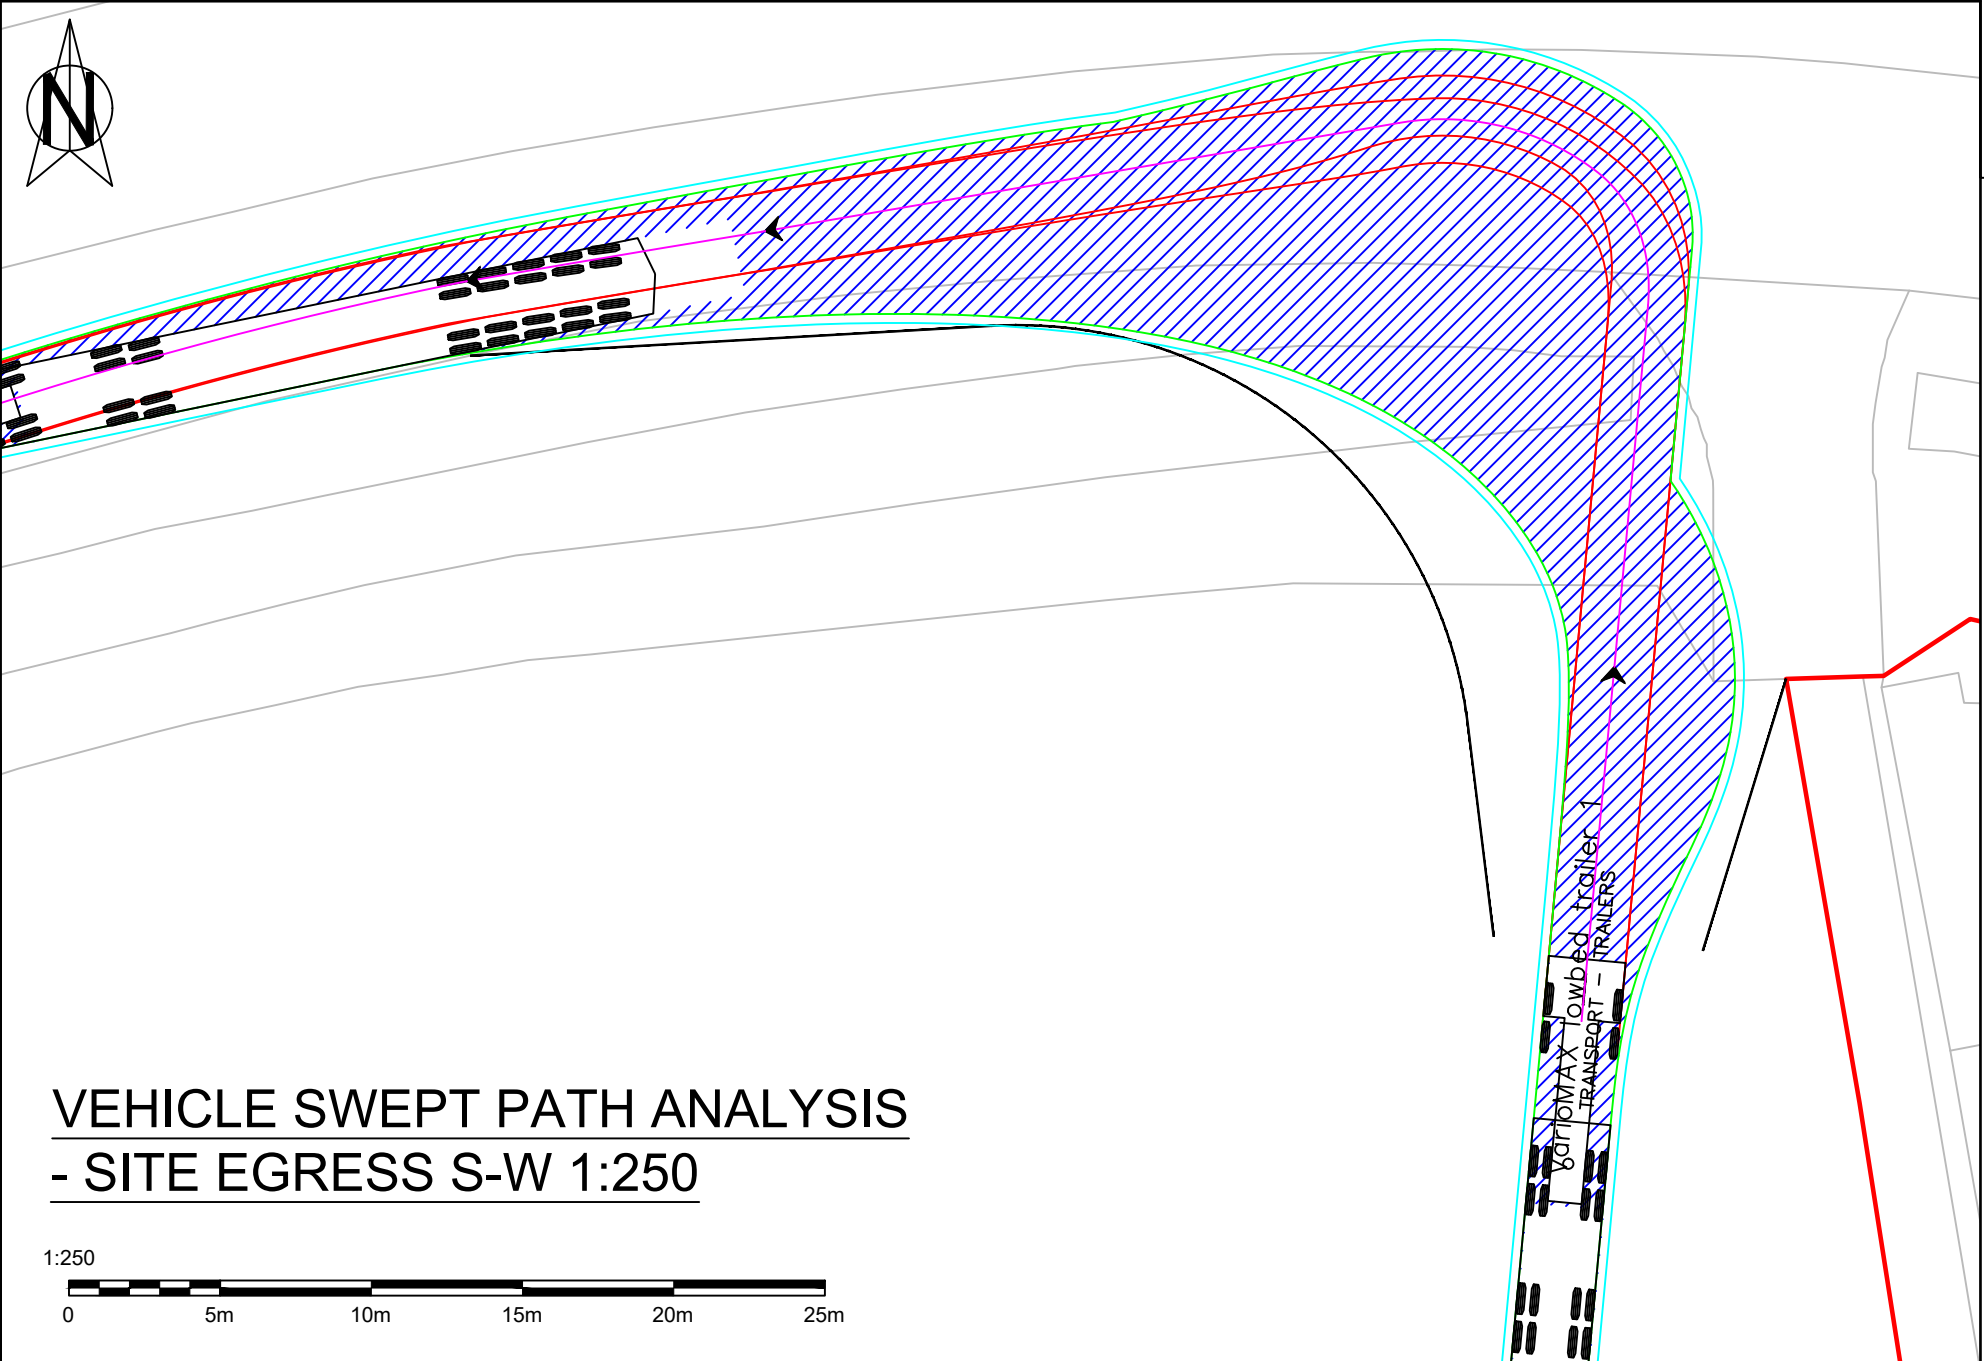 N
VarioMAX lowbed trailer 1
TRANSPORT - TRAILERS
VEHICLE SWEPT PATH ANALYSIS
- SITE EGRESS S-W 1:250
1:250
0 5m 10m 15m 20m 25m